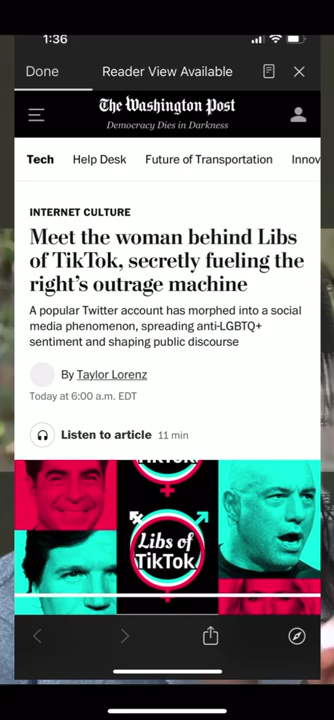 1:36
Done
Reader View Available
The Washington Post
Democracy Dies in Darkness
Tech Help Desk Future of Transportation Innov
INTERNET CULTURE
Meet the woman behind Libs
of TikTok, secretly fueling the
right's outrage machine
A popular Twitter account has morphed into a social
media phenomenon, spreading anti-LGBTQ+
sentiment and shaping public discourse
By Taylor Lorenz
Today at 6:00 a.m. EDT
Listen to article 11 min
TikTok
Libs of
TikTok